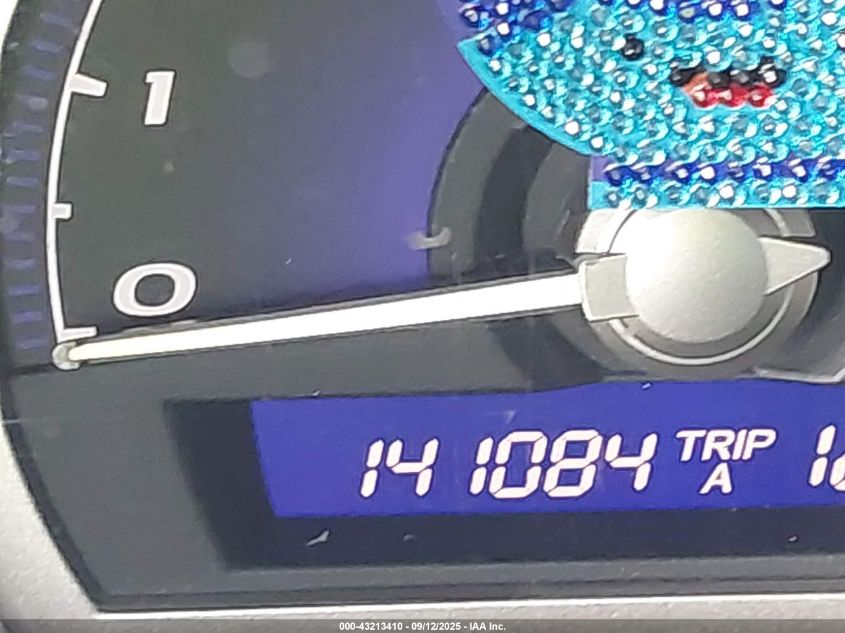 1
0
141084 TRIP A
000-43213410 - 09/12/2025 - IAA Inc.